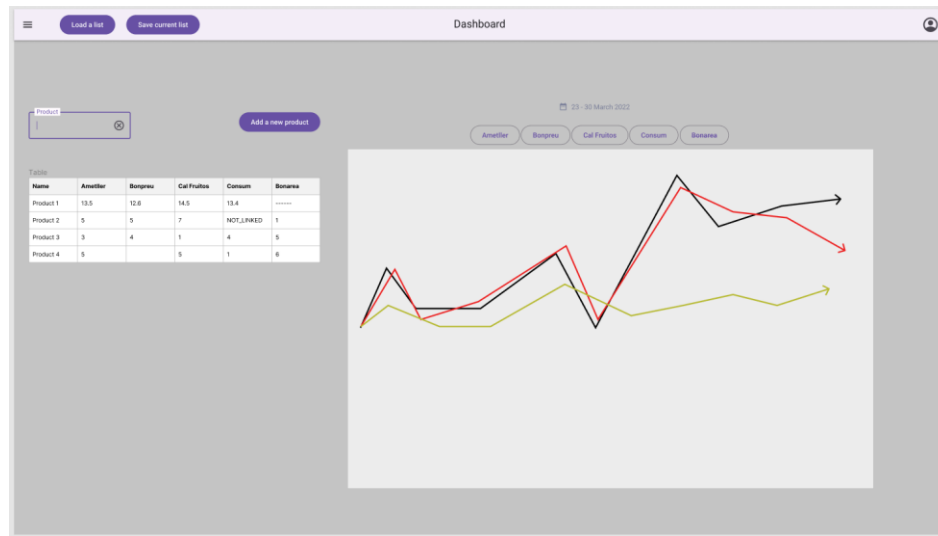 Load a list Save current list Dashboard
Product
Add a new product
Table
Name Ametller Bonpreu Cal Fruitos Consum Bonarea
Product 1 13.5 12.8 14.5 13.4 ------
Product 2 5 5 7 NOT_LINKED 1
Product 3 3 4 1 4 5
Product 4 5 5 1 6
23 - 30 March 2022
Ametller Bonpreu Cal Fruitos Consum Bonarea